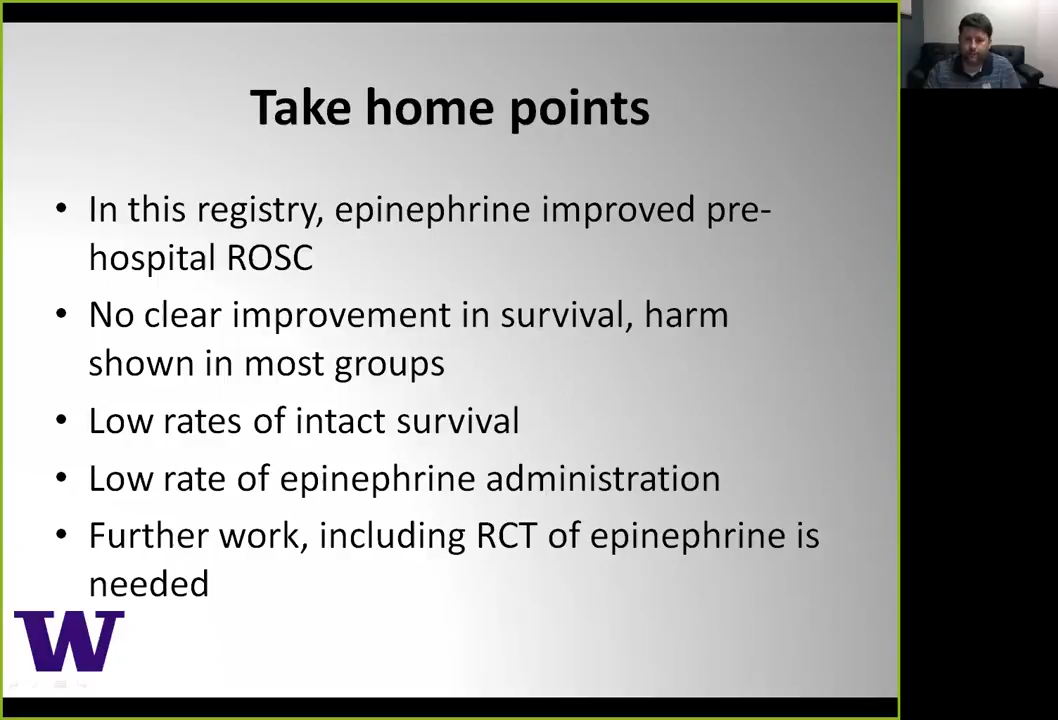 Take home points
• In this registry, epinephrine improved pre-
hospital ROSC
• No clear improvement in survival, harm
shown in most groups
• Low rates of intact survival
• Low rate of epinephrine administration
• Further work, including RCT of epinephrine is
needed
W